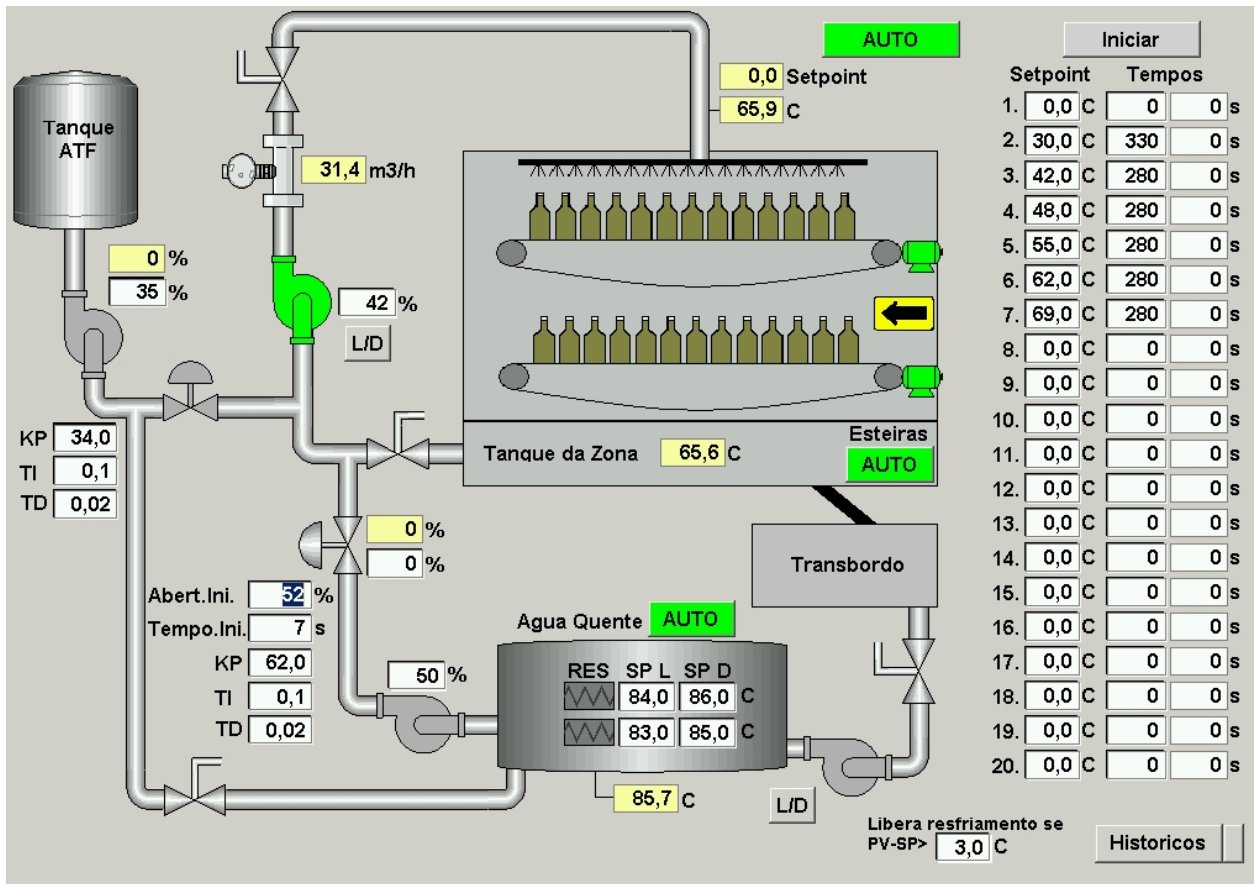 AUTO
Iniciar
0,0 Setpoint
65,9 C
Setpoint Tempos
1. 0,0 C 0 0 s
2. 30,0 C 330 0 s
3. 42,0 C 280 0 s
4. 48,0 C 280 0 s
5. 55,0 C 280 0 s
6. 62,0 C 280 0 s
7. 69,0 C 280 0 s
8. 0,0 C 0 0 s
9. 0,0 C 0 0 s
10. 0,0 C 0 0 s
11. 0,0 C 0 0 s
12. 0,0 C 0 0 s
13. 0,0 C 0 0 s
14. 0,0 C 0 0 s
15. 0,0 C 0 0 s
16. 0,0 C 0 0 s
17. 0,0 C 0 0 s
18. 0,0 C 0 0 s
19. 0,0 C 0 0 s
20. 0,0 C 0 0 s
Tanque
ATF
31,4 m3/h
0 %
35 %
42 %
L/D
KP 34,0
TI 0,1
TD 0,02
Tanque da Zona 65,6 C
Esteiras
AUTO
0 %
0 %
Transbordo
Abert.Ini. 52 %
Tempo.Ini. 7 s
KP 62,0
TI 0,1
TD 0,02
50 %
Agua Quente AUTO
RES SP L SP D
84,0 86,0 C
83,0 85,0 C
85,7 C
L/D
Libera resfriamento se
PV-SP> 3,0 C
Historicos